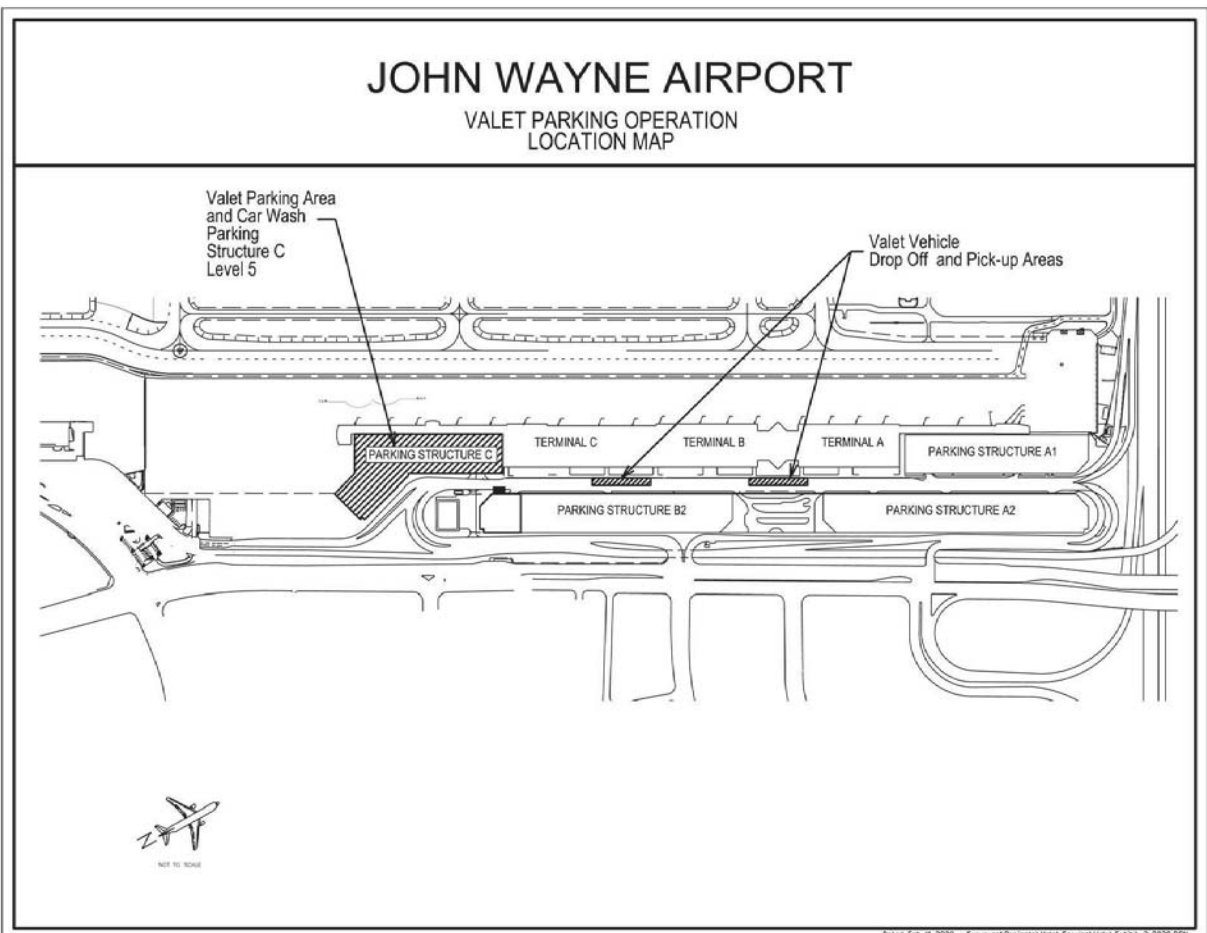 JOHN WAYNE AIRPORT
VALET PARKING OPERATION
LOCATION MAP
Valet Parking Area
and Car Wash
Parking
Structure C
Level 5
Valet Vehicle
Drop Off and Pick-up Areas
TERMINAL C
TERMINAL B
TERMINAL A
PARKING STRUCTURE C
PARKING STRUCTURE A1
PARKING STRUCTURE B2
PARKING STRUCTURE A2
N
NOT TO SCALE